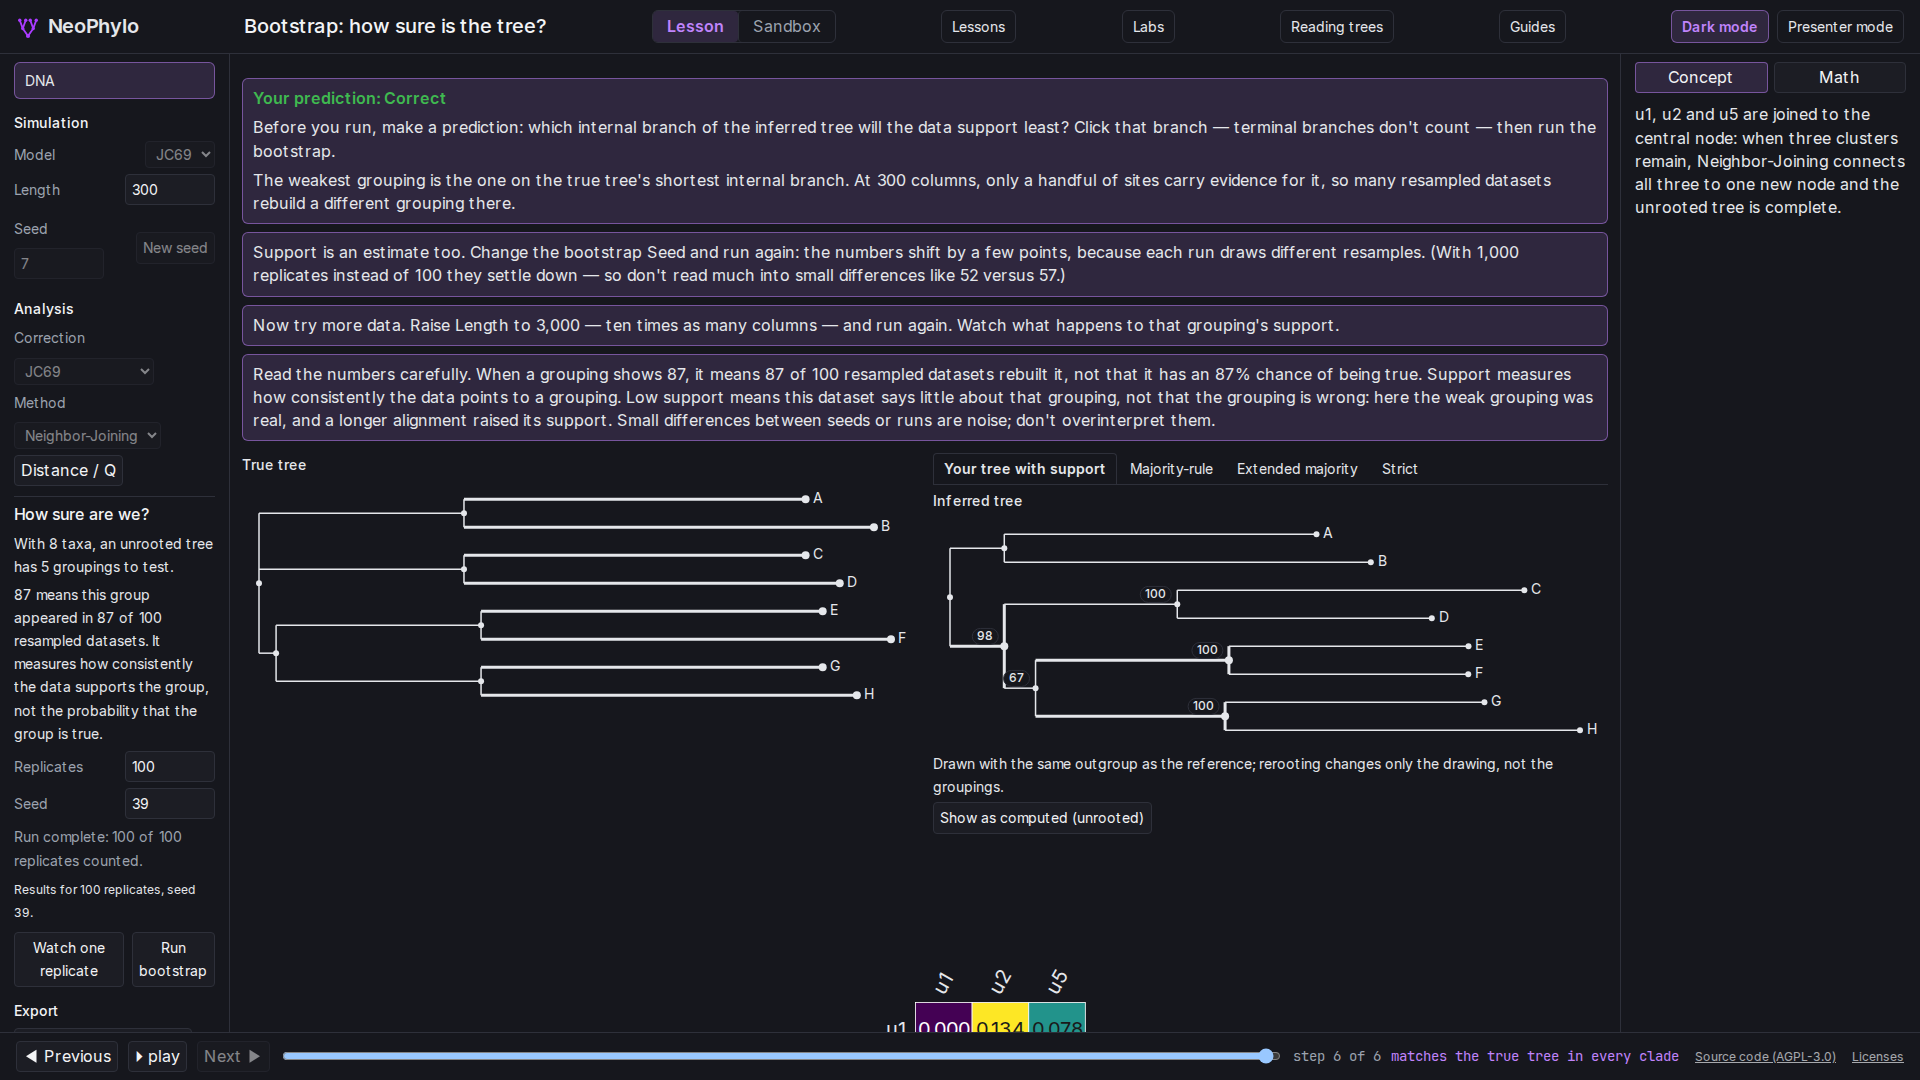 NeoPhylo
Bootstrap: how sure is the tree?
Lesson
Sandbox
Lessons
Labs
Reading trees
Guides
Dark mode
Presenter mode
DNA
Simulation
Model
JC69
Length
300
Seed
7
New seed
Analysis
Correction
JC69
Method
Neighbor-Joining
Distance / Q
How sure are we?
With 8 taxa, an unrooted tree
has 5 groupings to test.
87 means this group
appeared in 87 of 100
resampled datasets. It
measures how consistently
the data supports the group,
not the probability that the
group is true.
Replicates
100
Seed
39
Run complete: 100 of 100
replicates counted.
Results for 100 replicates, seed
39.
Watch one
replicate
Run
bootstrap
Export
Your prediction: Correct
Before you run, make a prediction: which internal branch of the inferred tree will the data support least? Click that branch — terminal branches don't count — then run the
bootstrap.
The weakest grouping is the one on the true tree's shortest internal branch. At 300 columns, only a handful of sites carry evidence for it, so many resampled datasets
rebuild a different grouping there.
Support is an estimate too. Change the bootstrap Seed and run again: the numbers shift by a few points, because each run draws different resamples. (With 1,000
replicates instead of 100 they settle down — so don't read much into small differences like 52 versus 57.)
Now try more data. Raise Length to 3,000 — ten times as many columns — and run again. Watch what happens to that grouping's support.
Read the numbers carefully. When a grouping shows 87, it means 87 of 100 resampled datasets rebuilt it, not that it has an 87% chance of being true. Support measures
how consistently the data points to a grouping. Low support means this dataset says little about that grouping, not that the grouping is wrong: here the weak grouping was
real, and a longer alignment raised its support. Small differences between seeds or runs are noise; don't overinterpret them.
True tree
A
B
C
D
E
F
G
H
Your tree with support
Majority-rule
Extended majority
Strict
Inferred tree
A
B
C
100
D
98
E
100
F
67
G
100
H
Drawn with the same outgroup as the reference; rerooting changes only the drawing, not the
groupings.
Show as computed (unrooted)
u1
u2
u5
u1
0.000
0.134
0.078
Concept
Math
u1, u2 and u5 are joined to the
central node: when three clusters
remain, Neighbor-Joining connects
all three to one new node and the
unrooted tree is complete.
◀ Previous
play
Next ▶
step 6 of 6
matches the true tree in every clade
Source code (AGPL-3.0)
Licenses